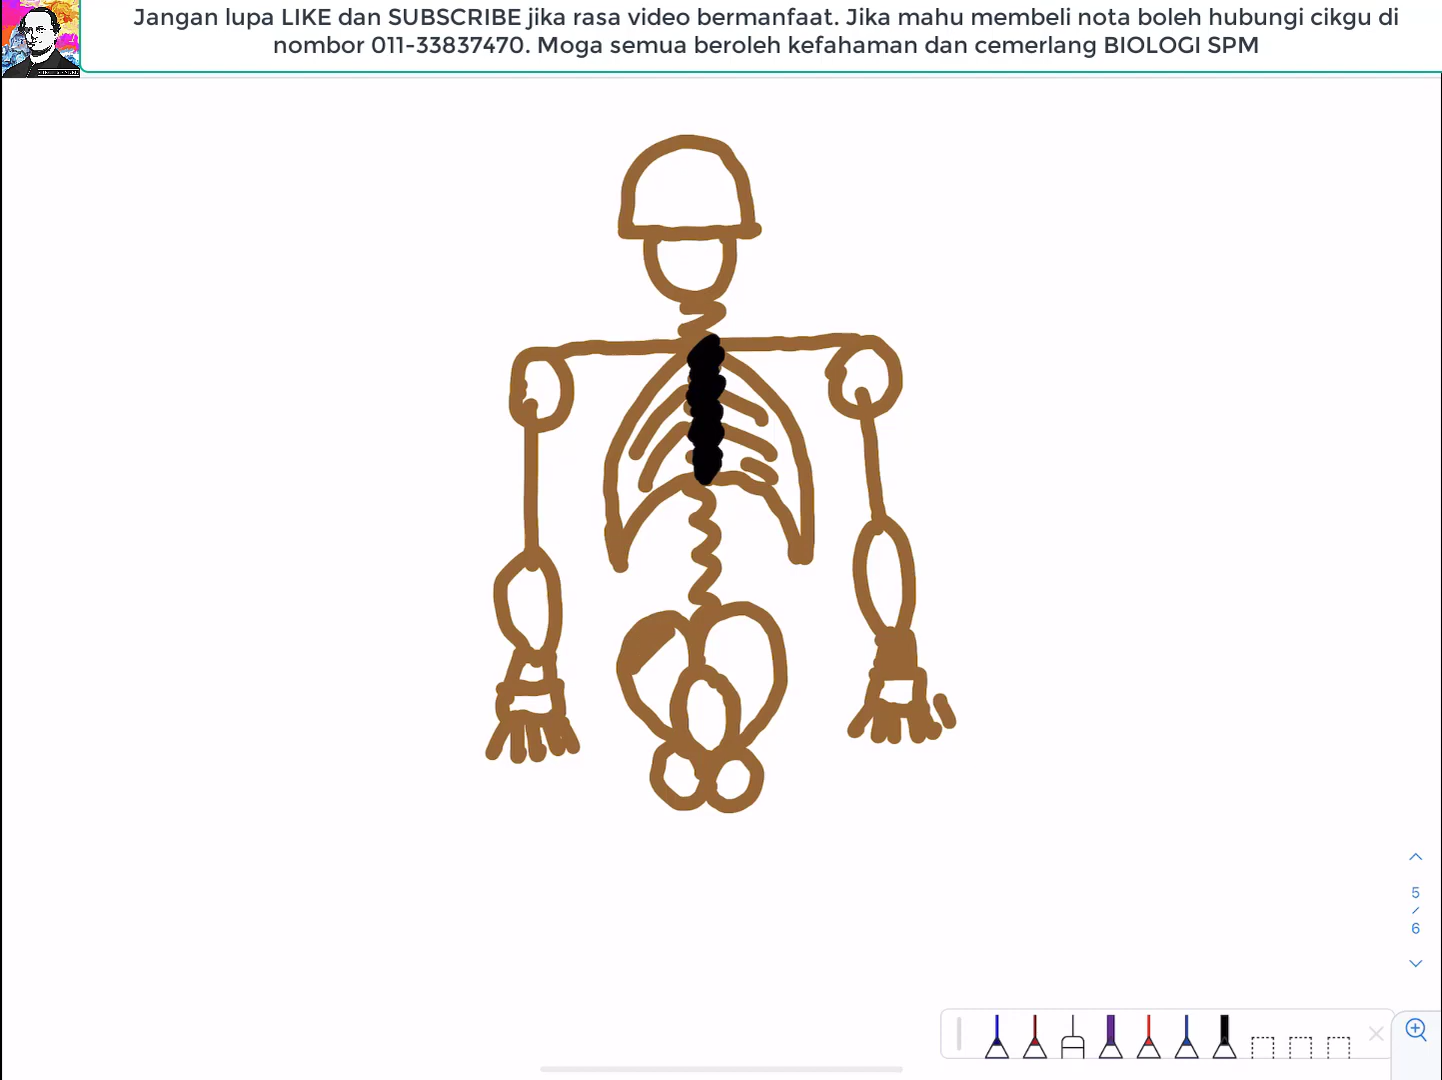 Jangan lupa LIKE dan SUBSCRIBE jika rasa video bermanfaat. Jika mahu membeli nota boleh hubungi cikgu di
nombor 011-33837470. Moga semua beroleh kefahaman dan cemerlang BIOLOGI SPM
5
/
6